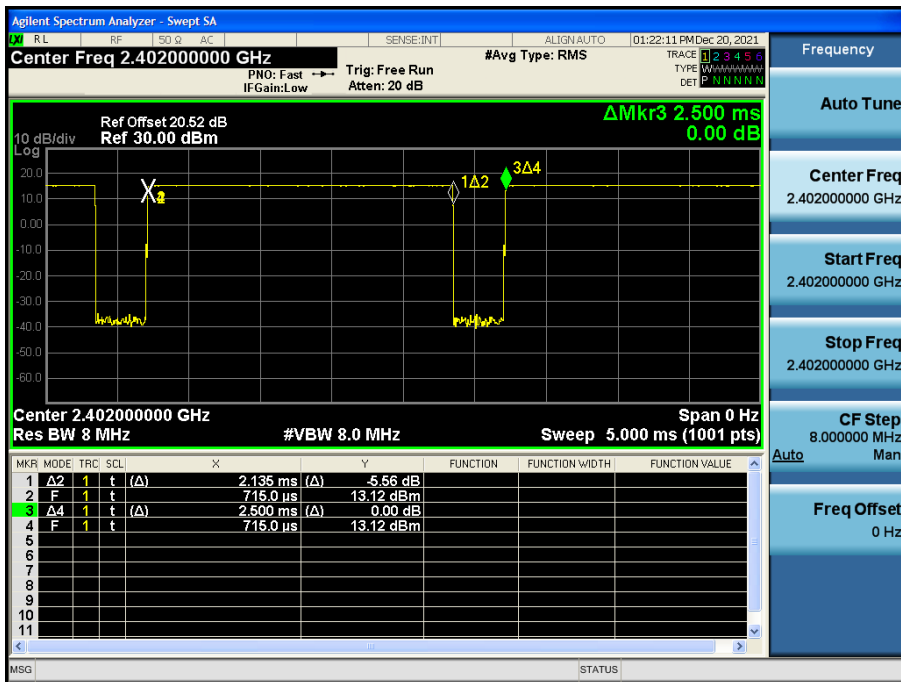 Agilent Spectrum Analyzer - Swept SA
LXI RL RF 50 Ω AC SENSE:INT ALIGN AUTO 01:22:11 PM Dec 20, 2021
Center Freq 2.402000000 GHz #Avg Type: RMS TRACE 1 2 3 4 5 6
PNO: Fast Trig: Free Run TYPE WWWWWW
IFGain:Low Atten: 20 dB DET P N N N N N
Frequency
Auto Tune
Center Freq
2.402000000 GHz
Start Freq
2.402000000 GHz
Stop Freq
2.402000000 GHz
CF Step
8.000000 MHz
Auto Man
Freq Offset
0 Hz
ΔMkr3 2.500 ms
0.00 dB
Ref Offset 20.52 dB
10 dB/div Ref 30.00 dBm
Log
20.0
10.0
0.00
-10.0
-20.0
-30.0
-40.0
-50.0
-60.0
1Δ2
3Δ4
Center 2.402000000 GHz Span 0 Hz
Res BW 8 MHz #VBW 8.0 MHz Sweep 5.000 ms (1001 pts)
MKR MODE TRC SCL X Y FUNCTION FUNCTION WIDTH FUNCTION VALUE
1 Δ2 1 t (Δ) 2.135 ms (Δ) -5.56 dB
2 F 1 t 715.0 µs 13.12 dBm
3 Δ4 1 t (Δ) 2.500 ms (Δ) 0.00 dB
4 F 1 t 715.0 µs 13.12 dBm
5
6
7
8
9
10
11
MSG STATUS